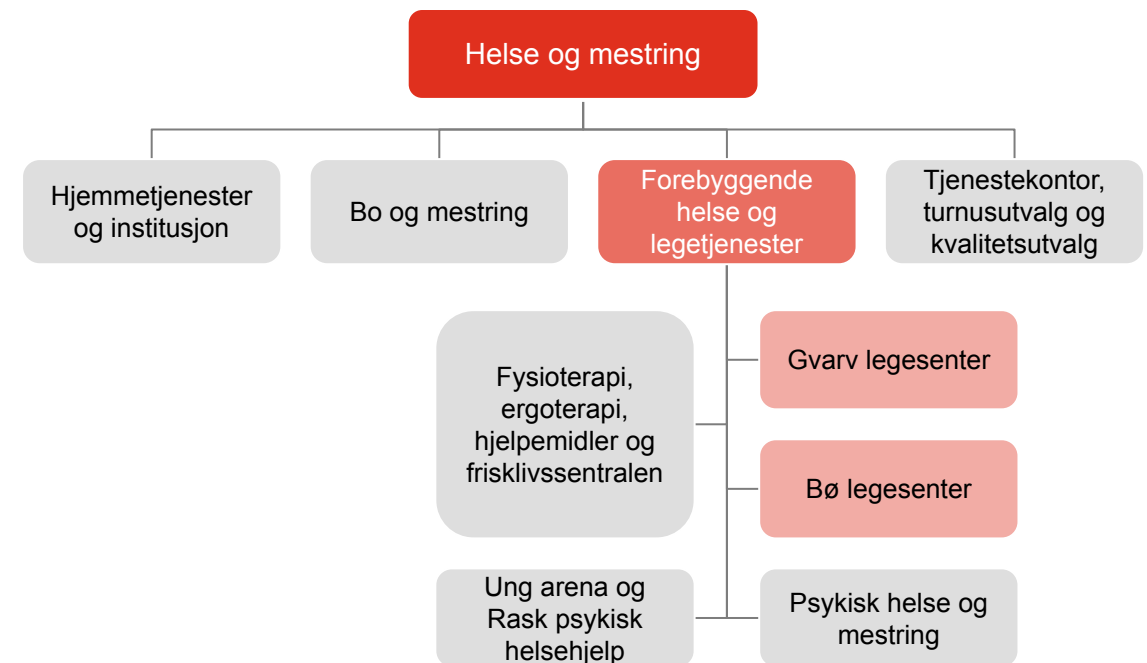 Helse og mestring
Hjemmetjenester
og institusjon
Bo og mestring
Forebyggende
helse og
legetjenester
Tjenestekontor,
turnusutvalg og
kvalitetsutvalg
Fysioterapi,
ergoterapi,
hjelpemidler og
frisklivssentralen
Gvarv legesenter
Bø legesenter
Ung arena og
Rask psykisk
helsehjelp
Psykisk helse og
mestring